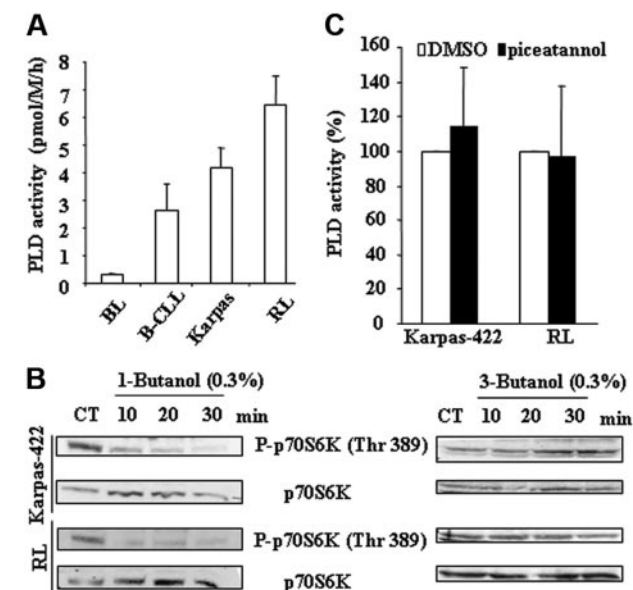 A
PLD activity (pmol/M/h)
8
7
6
5
4
3
2
1
0
BL
B-CLL
Karpas
RL
C
PLD activity (%)
160
140
120
100
80
60
40
20
0
DMSO piceatannol
Karpas-422 RL
B
1-Butanol (0.3%) 3-Butanol (0.3%)
CT 10 20 30 min CT 10 20 30 min
Karpas-422
P-p70S6K (Thr 389)
p70S6K
RL
P-p70S6K (Thr 389)
p70S6K